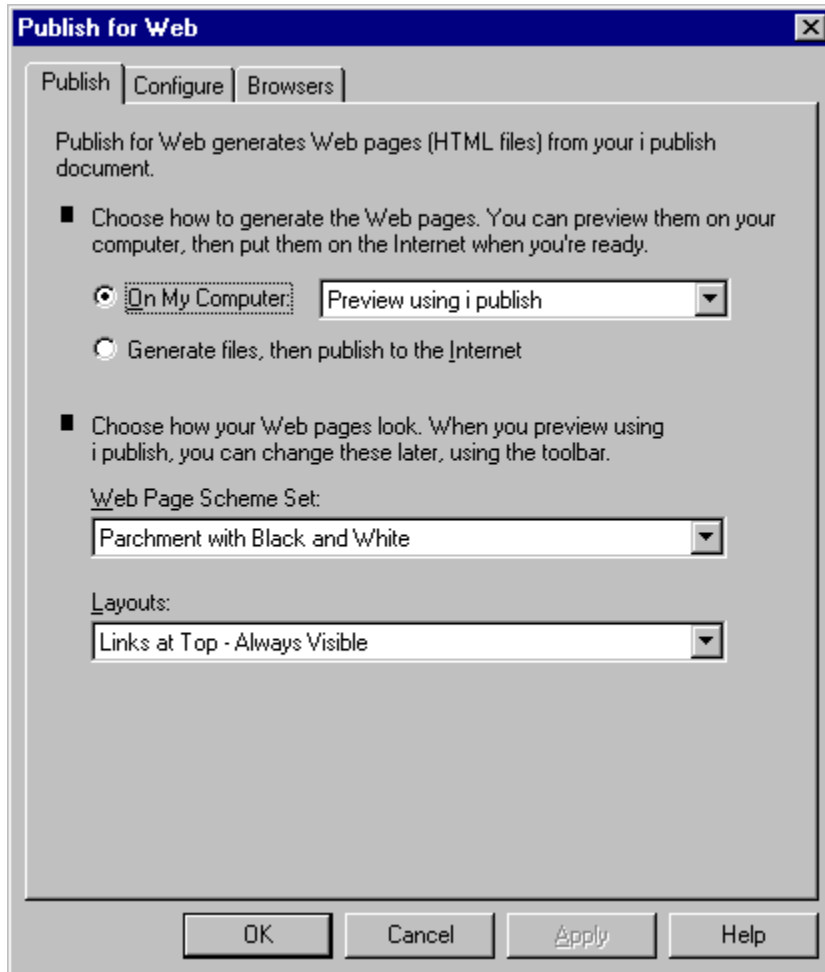 Publish for Web
Publish Configure Browsers
Publish for Web generates Web pages (HTML files) from your i publish
document.
Choose how to generate the Web pages. You can preview them on your
computer, then put them on the Internet when you're ready.
On My Computer: Preview using i publish
Generate files, then publish to the Internet
Choose how your Web pages look. When you preview using
i publish, you can change these later, using the toolbar.
Web Page Scheme Set:
Parchment with Black and White
Layouts:
Links at Top - Always Visible
OK Cancel Apply Help